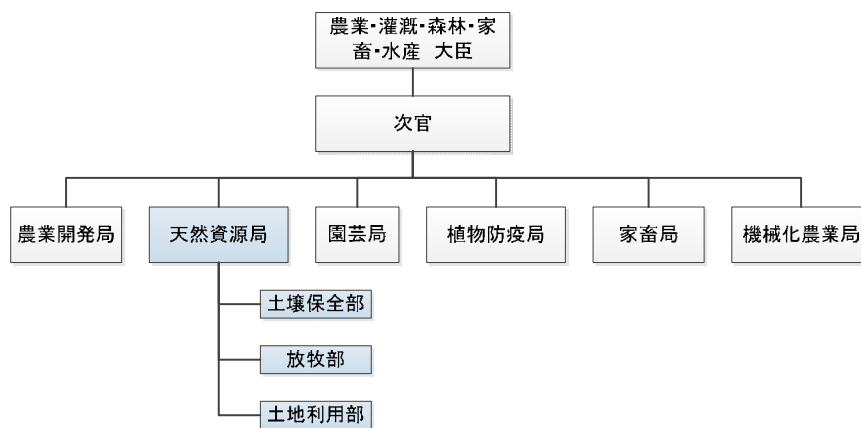 農業・灌漑・森林・家
畜・水産　大臣
次官
農業開発局
天然資源局
園芸局
植物防疫局
家畜局
機械化農業局
土壌保全部
放牧部
土地利用部